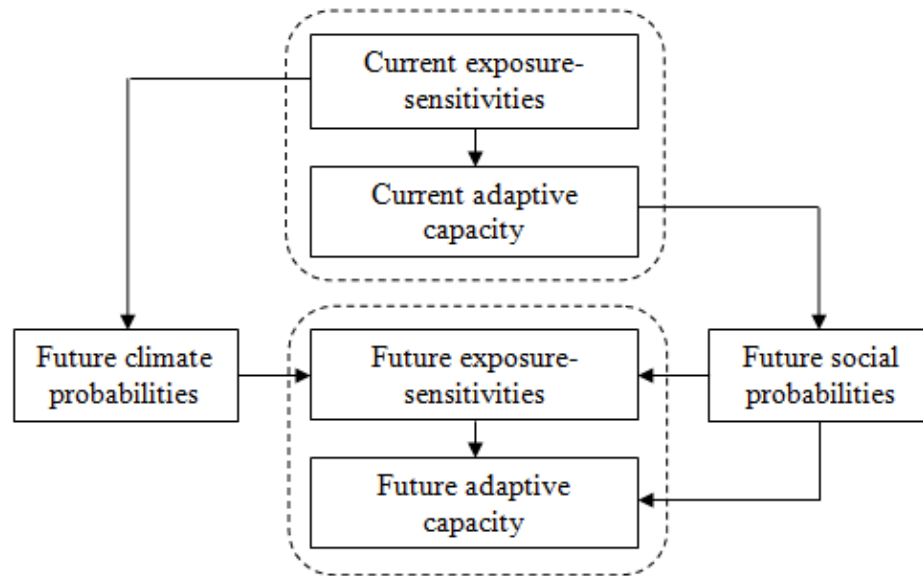 Current exposure-
sensitivities
Current adaptive
capacity
Future climate
probabilities
Future exposure-
sensitivities
Future social
probabilities
Future adaptive
capacity